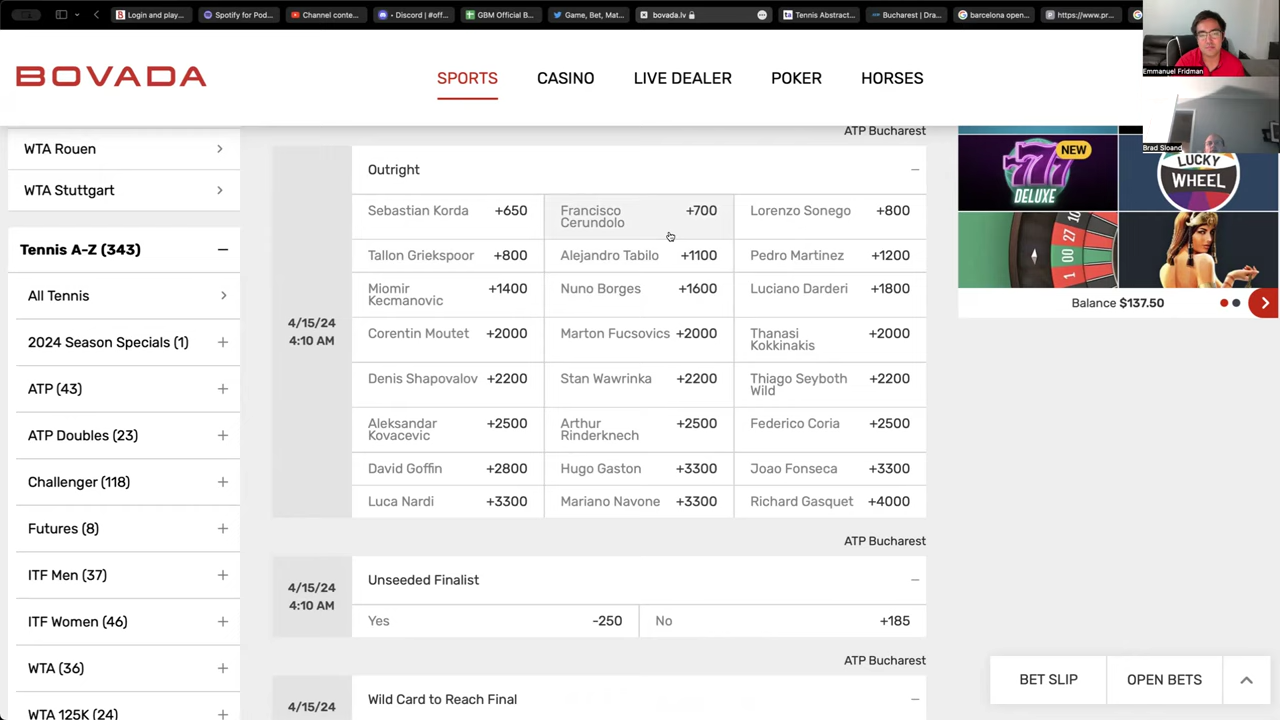 Login and play...
Spotify for Pod...
Channel conte...
Discord | #off...
GBM Official B...
Game, Bet, Mat...
bovada.lv
Tennis Abstract...
Bucharest | Dra...
barcelona open...
https://www.pr...
BOVADA
SPORTS
CASINO
LIVE DEALER
POKER
HORSES
Emmanuel Fridman
Brad Sloand
WTA Rouen
WTA Stuttgart
Tennis A-Z (343)
All Tennis
2024 Season Specials (1)
ATP (43)
ATP Doubles (23)
Challenger (118)
Futures (8)
ITF Men (37)
ITF Women (46)
WTA (36)
WTA 125K (24)
ATP Bucharest
4/15/24
4:10 AM
Outright
Sebastian Korda +650
Francisco
Cerundolo +700
Lorenzo Sonego +800
Tallon Griekspoor +800
Alejandro Tabilo +1100
Pedro Martinez +1200
Miomir
Kecmanovic +1400
Nuno Borges +1600
Luciano Darderi +1800
Corentin Moutet +2000
Marton Fucsovics +2000
Thanasi
Kokkinakis +2000
Denis Shapovalov +2200
Stan Wawrinka +2200
Thiago Seyboth
Wild +2200
Aleksandar
Kovacevic +2500
Arthur
Rinderknech +2500
Federico Coria +2500
David Goffin +2800
Hugo Gaston +3300
Joao Fonseca +3300
Luca Nardi +3300
Mariano Navone +3300
Richard Gasquet +4000
ATP Bucharest
4/15/24
4:10 AM
Unseeded Finalist
Yes -250
No +185
ATP Bucharest
4/15/24
Wild Card to Reach Final
NEW
777
DELUXE
LUCKY
WHEEL
Balance $137.50
BET SLIP
OPEN BETS